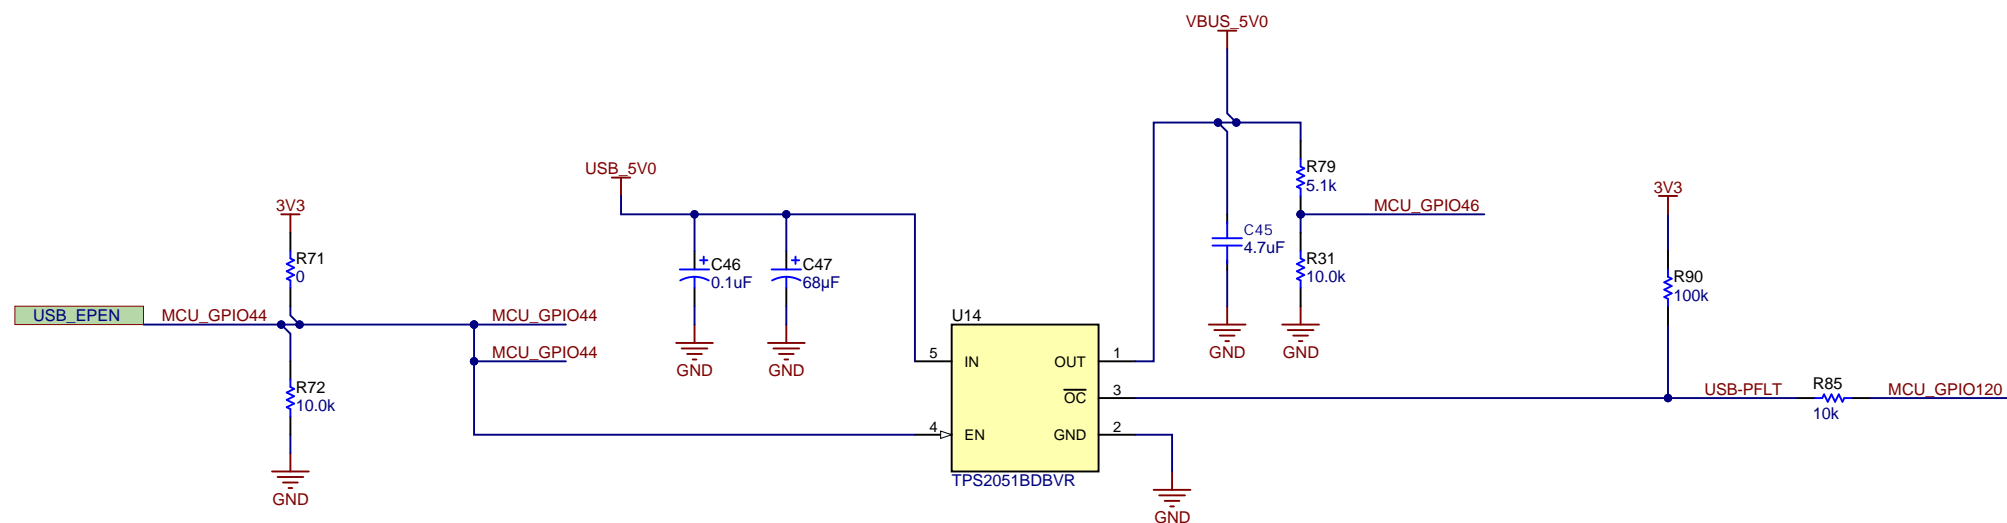 VBUS_5V0
USB_5V0
R79
5.1k
3V3
3V3
MCU_GPIO46
C45
4.7uF
R71
0
C46
0.1uF
C47
68µF
R31
10.0k
R90
100k
USB_EPEN
MCU_GPIO44
MCU_GPIO44
U14
MCU_GPIO44
GND
GND
GND
GND
5
IN
OUT
1
R72
10.0k
OC
3
USB-PFLT
R85
10k
MCU_GPIO120
4
EN
GND
2
TPS2051BDBVR
GND
GND